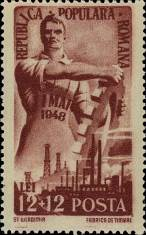 REPUBLICA POPULARA ROMANA
1 MAI
1948
LEI
12+12 POSTA
FABRICA DE TIMBRE